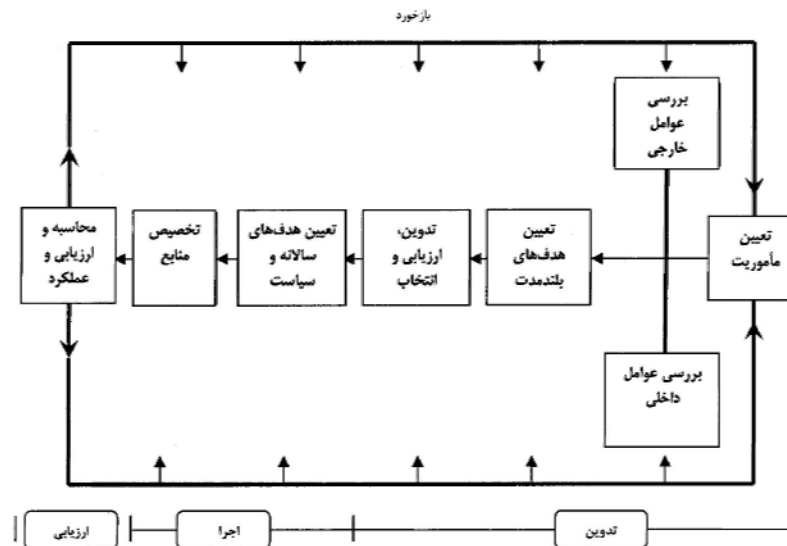 بازخورد
بررسی
عوامل
خارجی
تعیین
مأموریت
تعیین
هدف‌های
بلتدمدت
تدوین،
ارزیابی و
انتخاب
تعیین هدف‌های
سالانه و
سیاست
تخصیص
منابع
محاسبه و
ارزیابی و
عملکرد
بررسی عوامل
داخلی
تدوین
اجرا
ارزیابی